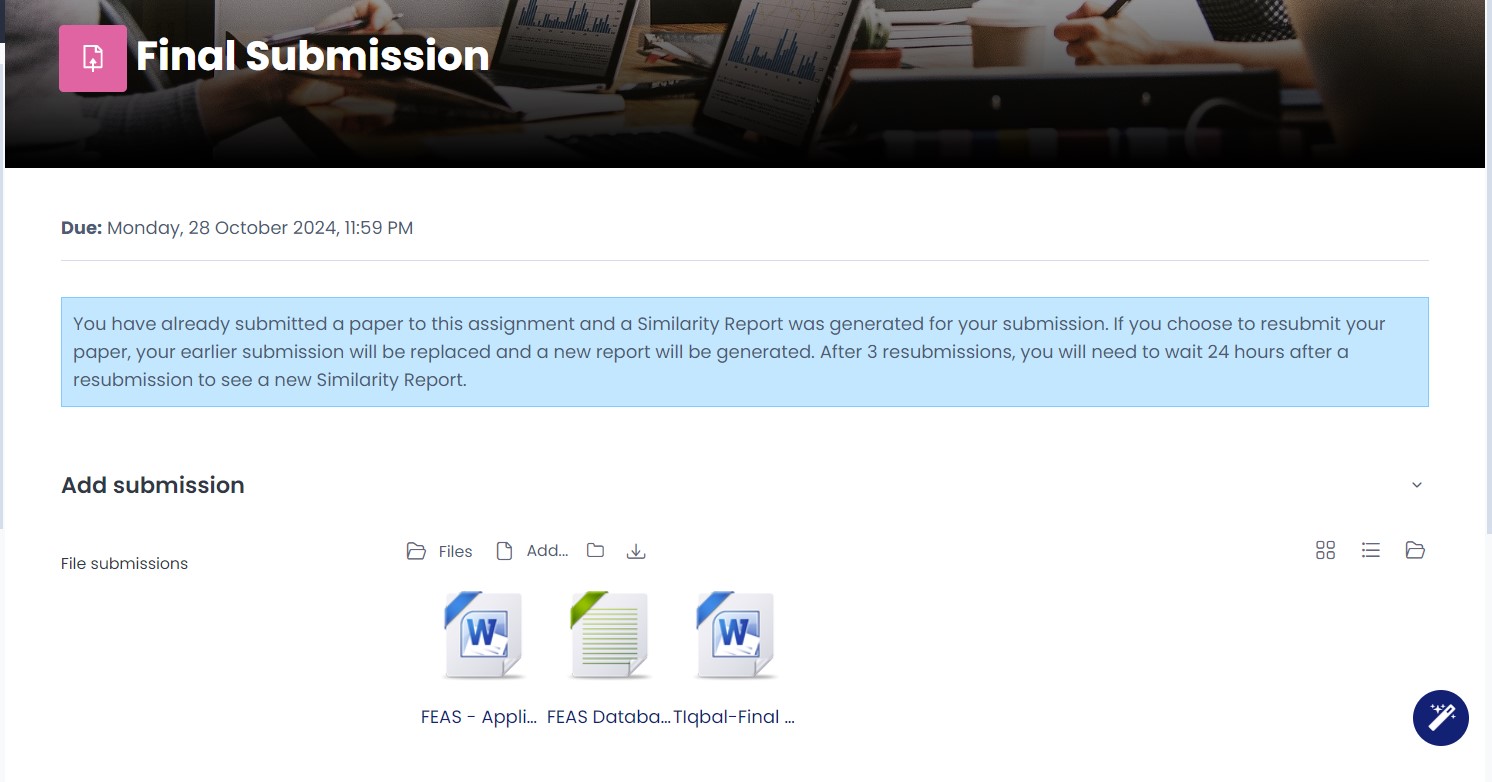 Final Submission
Due: Monday, 28 October 2024, 11:59 PM
You have already submitted a paper to this assignment and a Similarity Report was generated for your submission. If you choose to resubmit your
paper, your earlier submission will be replaced and a new report will be generated. After 3 resubmissions, you will need to wait 24 hours after a
resubmission to see a new Similarity Report.
Add submission
File submissions
Files Add...
W W
FEAS - Appli... FEAS Databa... TIqbal-Final ...